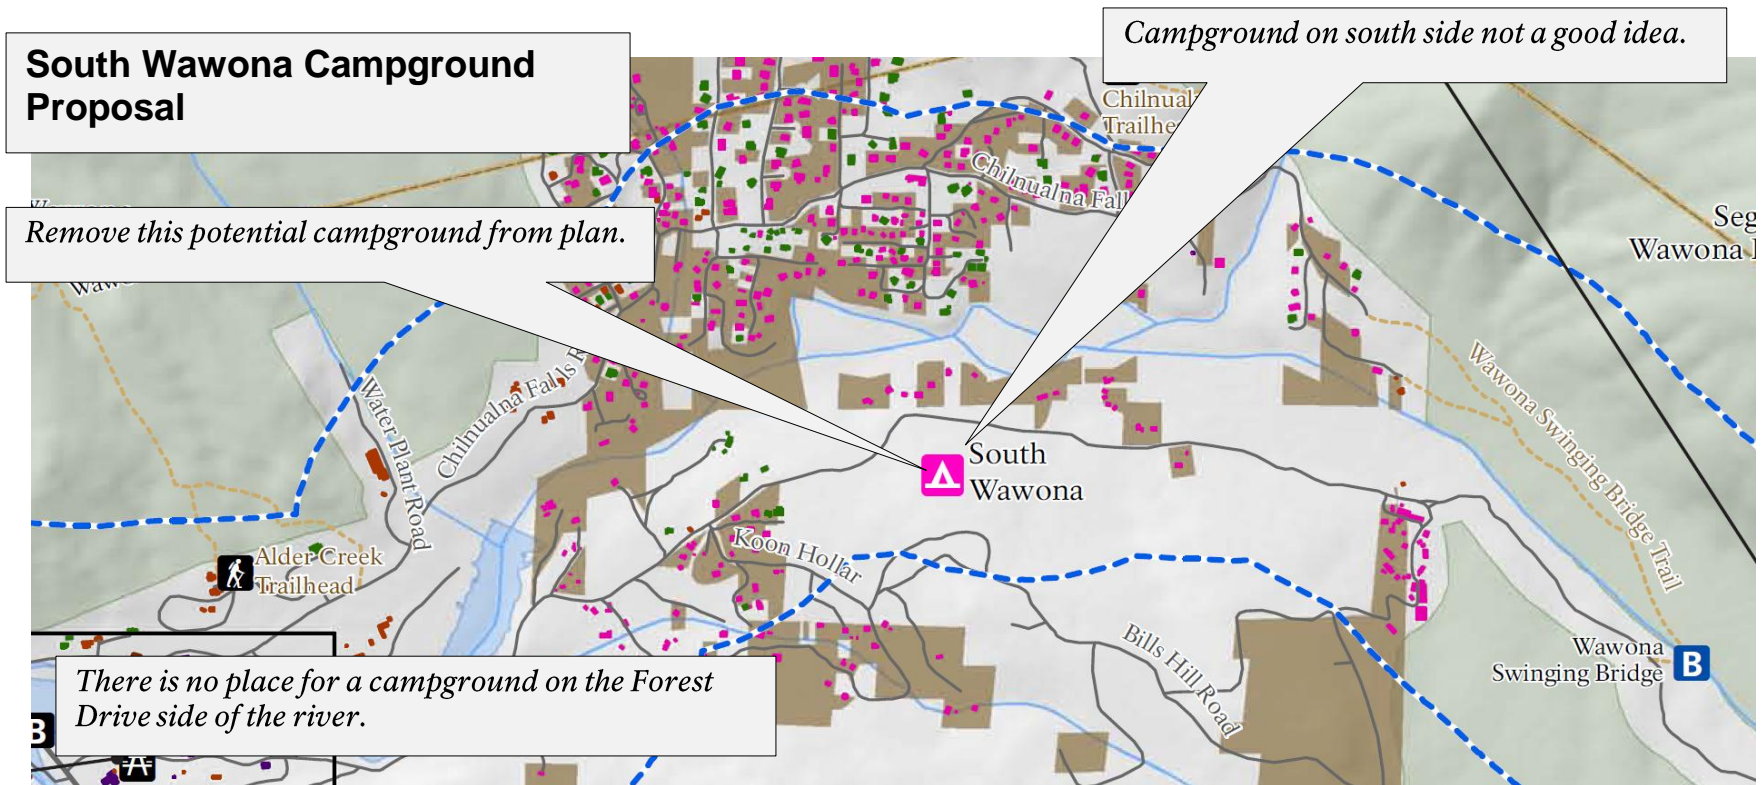 South Wawona Campground
Proposal
Campground on south side not a good idea.
Chilnual
Trailhe
Chilnualna Fall
Remove this potential campground from plan.
Seg
Wawona
Waw
Chilnualna Falls R
Wawona Swinging Bridge Trail
Water Plant Road
South
Wawona
Koon Hollar
Alder Creek
Trailhead
Bills Hill Road
Wawona
Swinging Bridge
B
There is no place for a campground on the Forest
Drive side of the river.
B